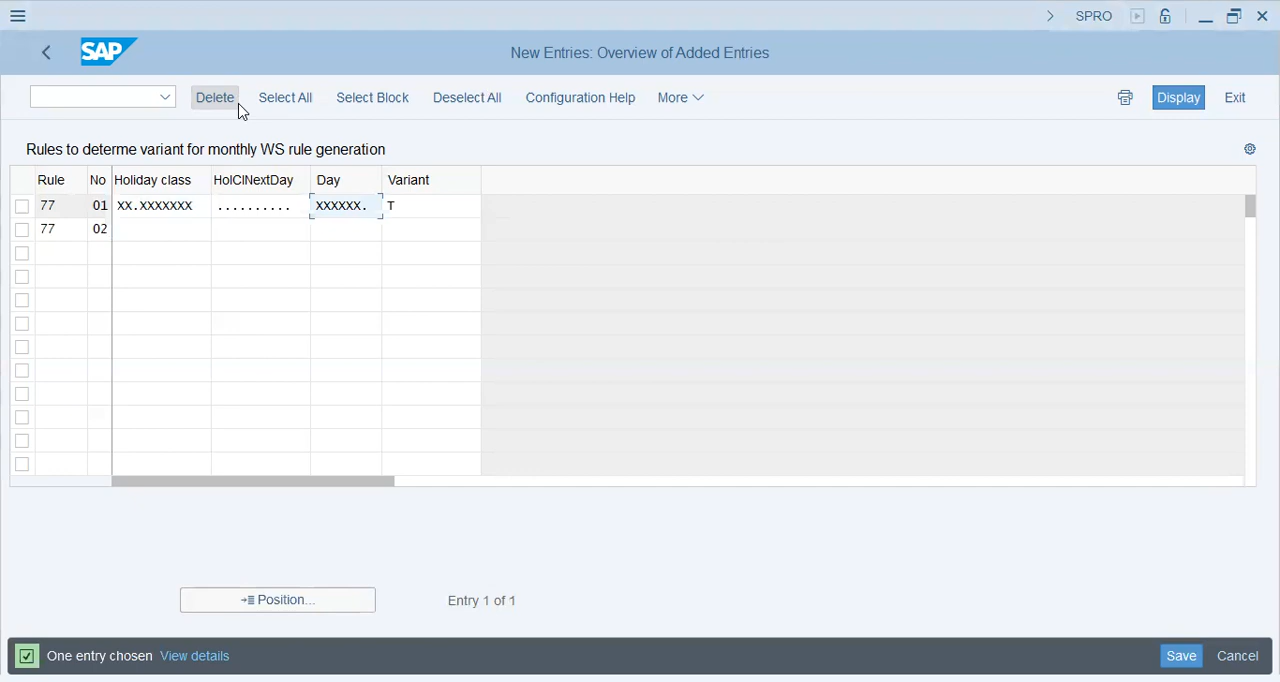 SPRO
SAP
New Entries: Overview of Added Entries
Delete Select All Select Block Deselect All Configuration Help More Display Exit
Rules to determe variant for monthly WS rule generation
Rule No Holiday class HolClNextDay Day Variant
77 01 XX.XXXXXXX .......... XXXXXX. T
77 02
Position...
Entry 1 of 1
One entry chosen View details Save Cancel